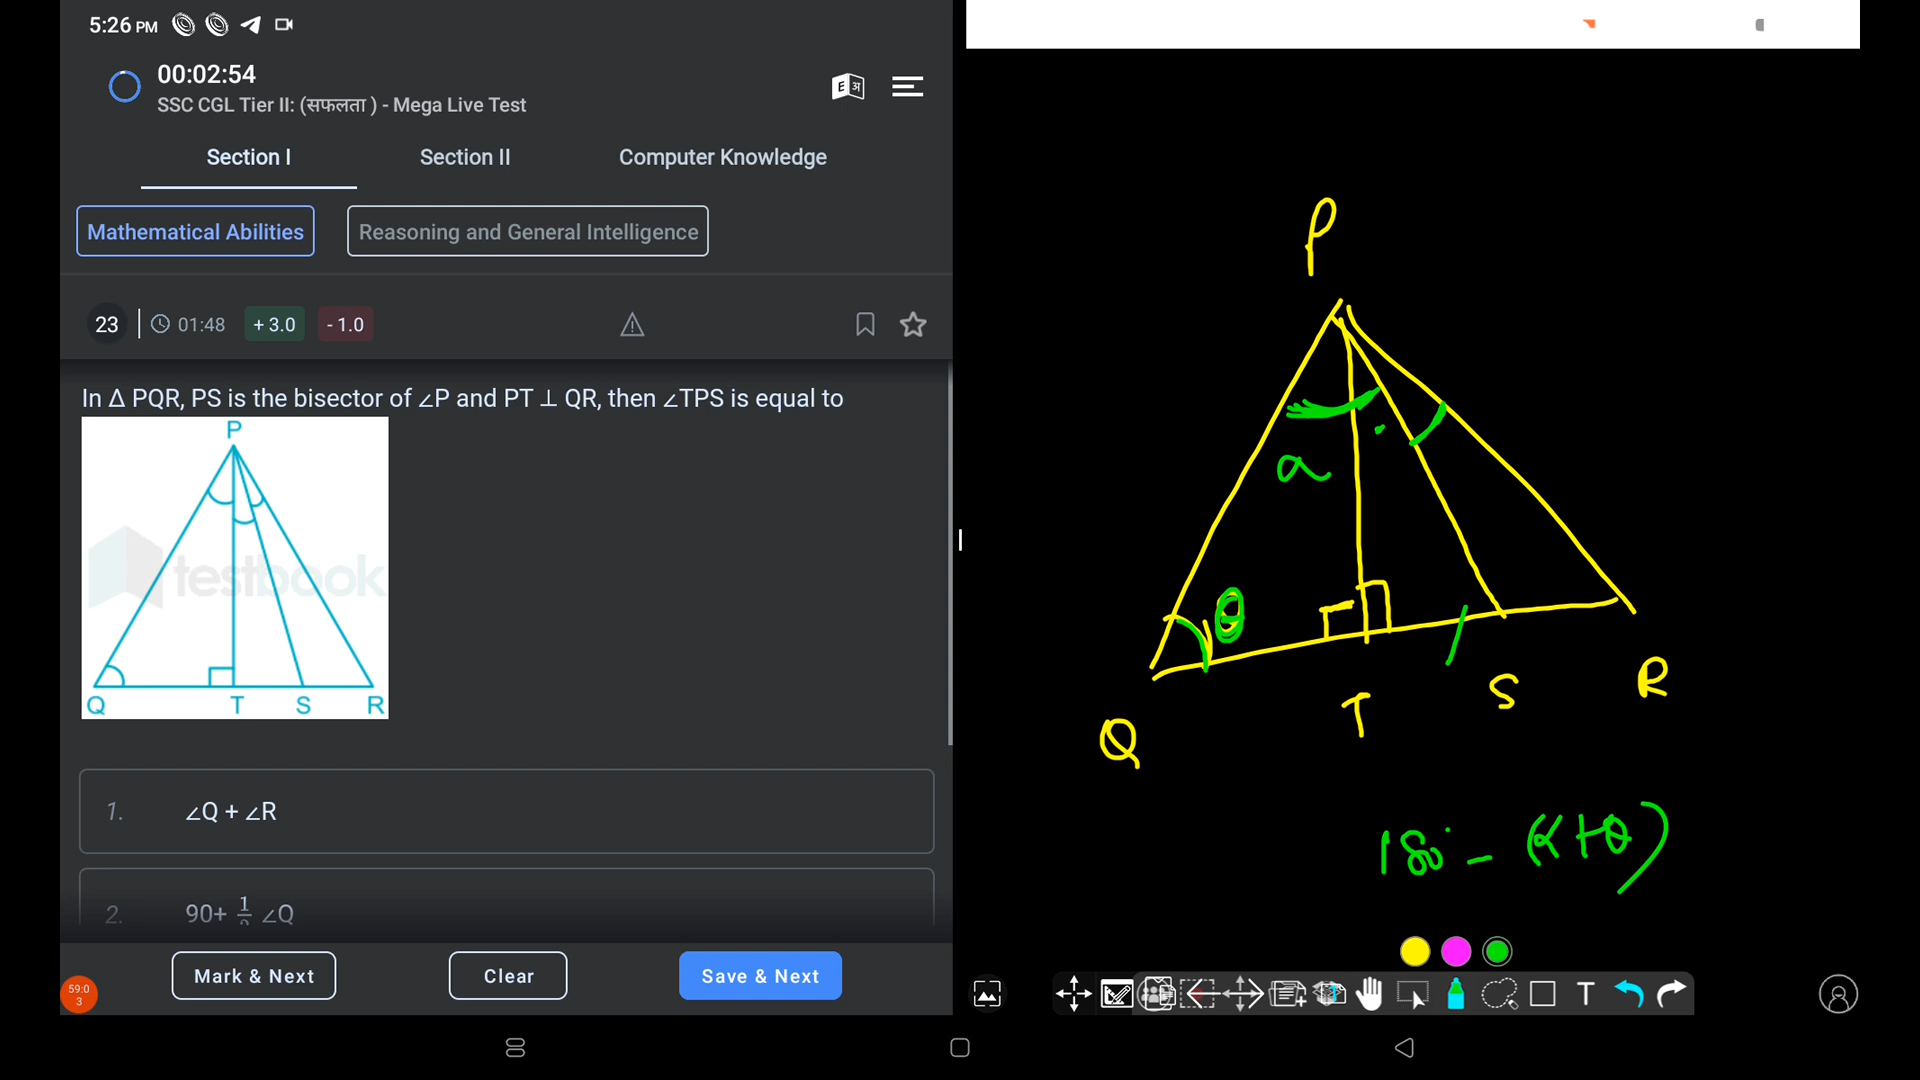 5:26 PM
00:02:54
SSC CGL Tier II: (सफलता ) - Mega Live Test
E अ
Section I Section II Computer Knowledge
Mathematical Abilities Reasoning and General Intelligence
23 01:48 + 3.0 - 1.0
In Δ PQR, PS is the bisector of ∠P and PT ⊥ QR, then ∠TPS is equal to
P
testbook
Q T S R
1. ∠Q + ∠R
2. 90+ 1/2 ∠Q
Mark & Next Clear Save & Next
59:0
3
P
α
θ
Q T S R
180° - (α+θ)
T